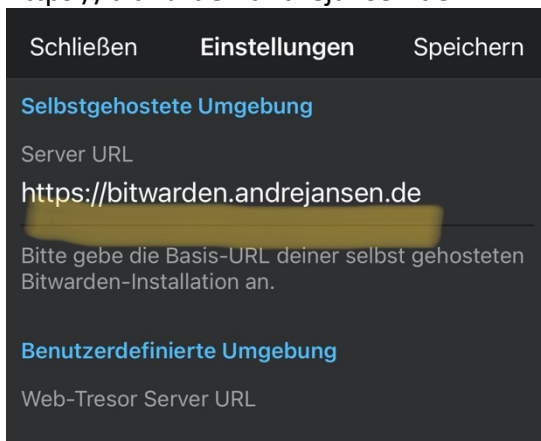 Schließen Einstellungen Speichern
Selbstgehostete Umgebung
Server URL
https://bitwarden.andrejansen.de
Bitte gebe die Basis-URL deiner selbst gehosteten
Bitwarden-Installation an.
Benutzerdefinierte Umgebung
Web-Tresor Server URL